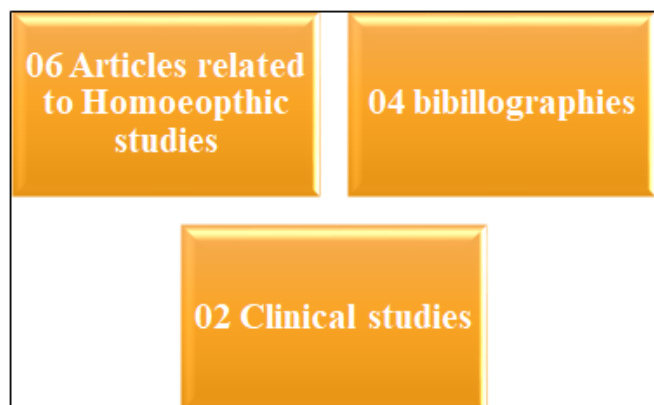 06 Articles related
to Homoeopthic
studies
04 bibillographies
02 Clinical studies